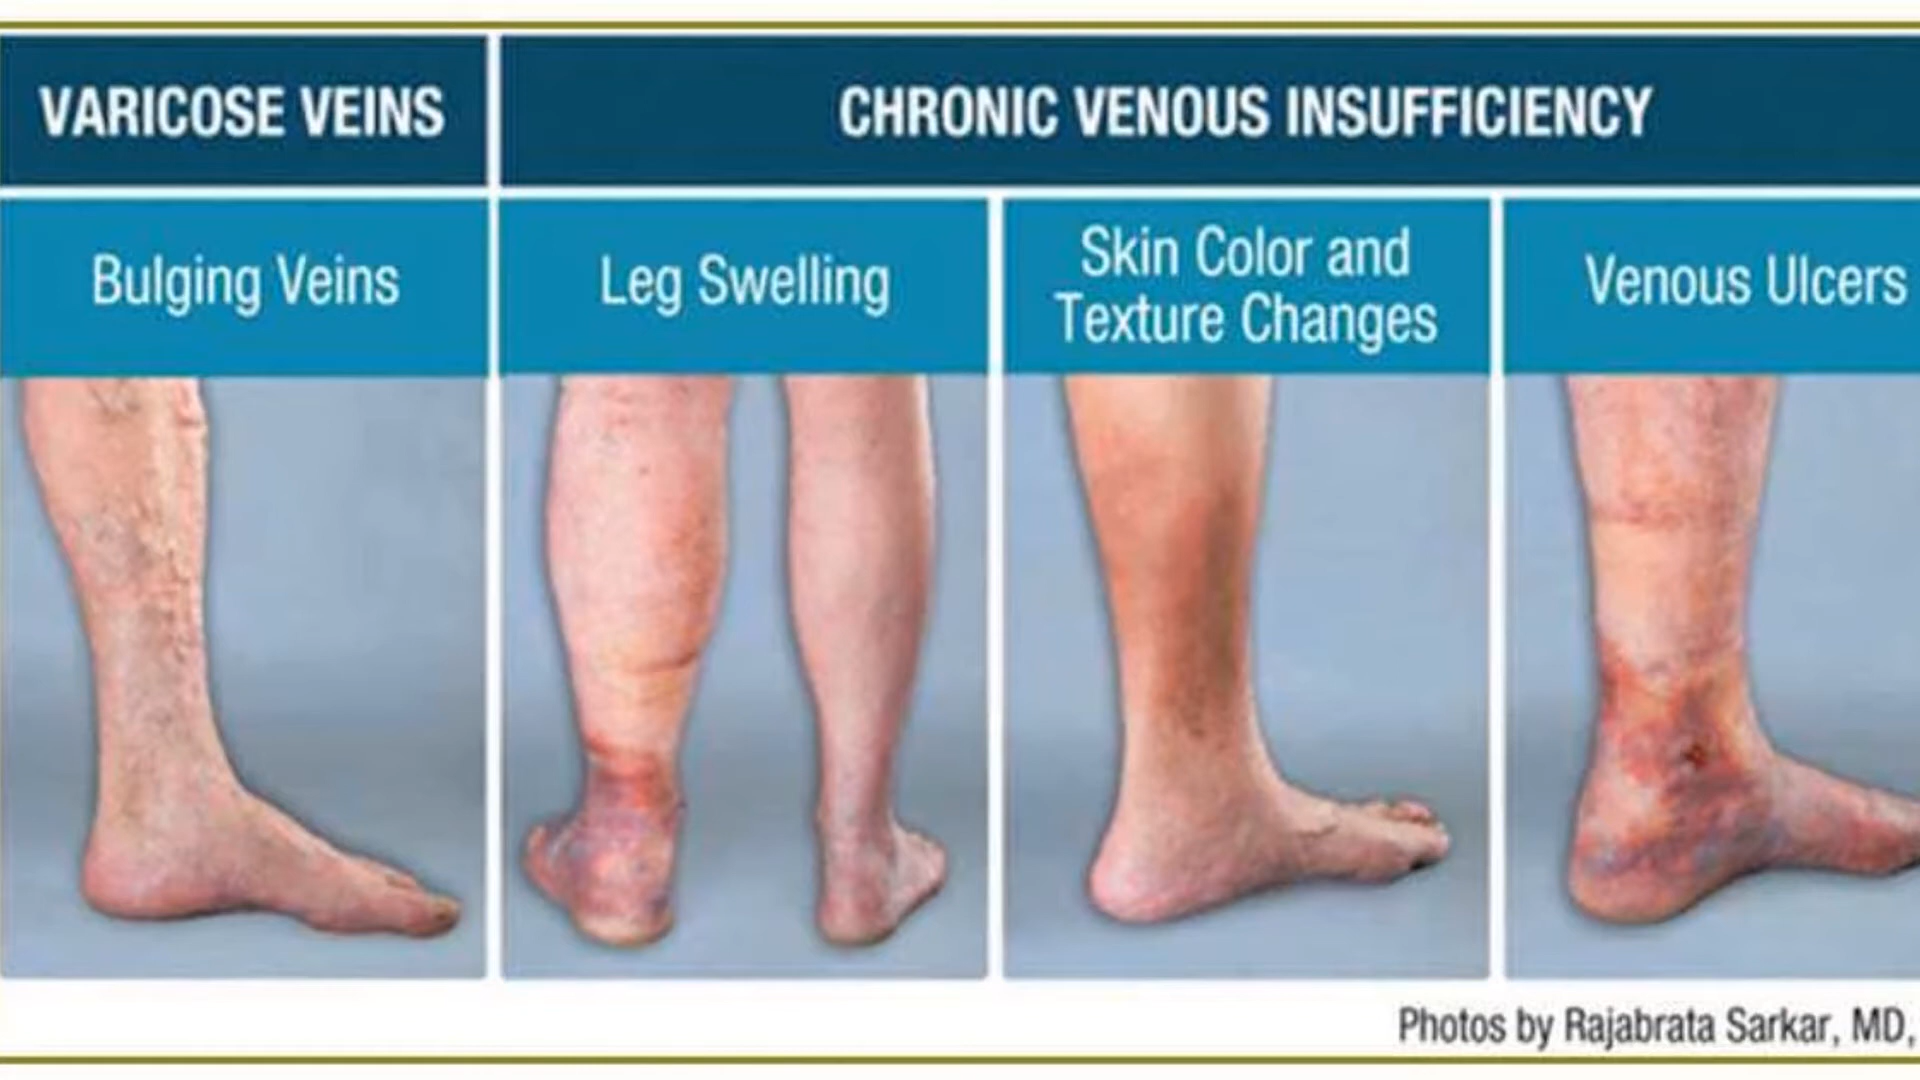 VARICOSE VEINS
CHRONIC VENOUS INSUFFICIENCY
Bulging Veins
Leg Swelling
Skin Color and
Texture Changes
Venous Ulcers
Photos by Rajabrata Sarkar, MD,